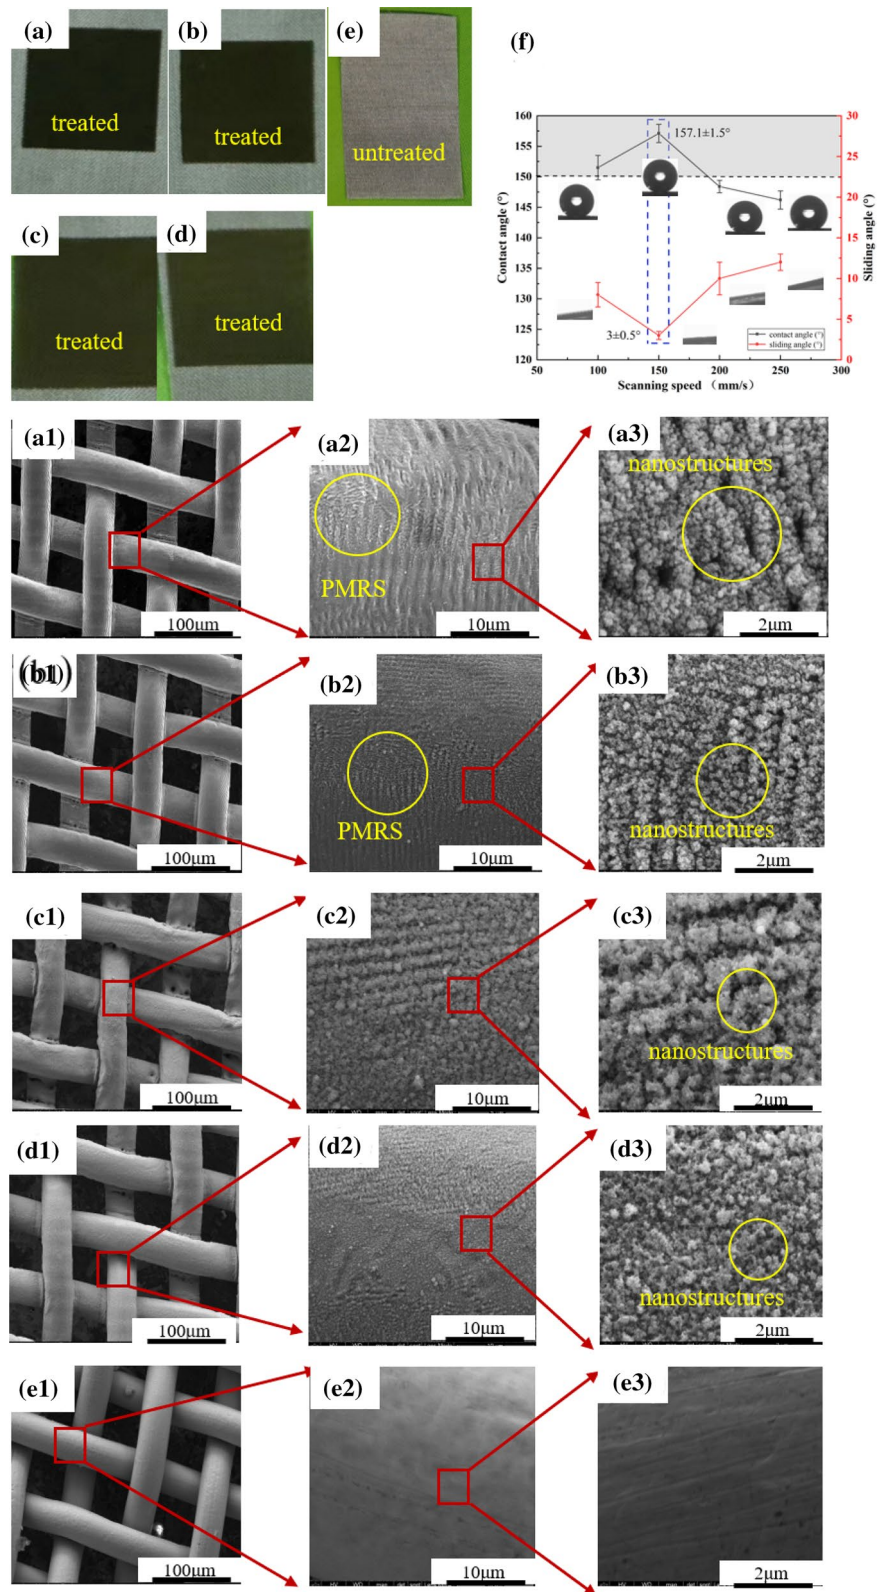 (a)
(b)
(e)
treated
treated
untreated
(c)
(d)
treated
treated
(f)
160
155
150
145
140
135
130
125
120
Contact angle (°)
30
25
20
15
10
5
0
Sliding angle (°)
157.1±1.5°
3±0.5°
contact angle (°)
sliding angle (°)
50 100 150 200 250 300
Scanning speed （mm/s）
(a1)
100μm
(a2)
PMRS
10μm
(a3)
nanostructures
2μm
(b1)
100μm
(b2)
PMRS
10μm
(b3)
nanostructures
2μm
(c1)
100μm
(c2)
10μm
(c3)
nanostructures
2μm
(d1)
100μm
(d2)
10μm
(d3)
nanostructures
2μm
(e1)
100μm
(e2)
10μm
(e3)
2μm